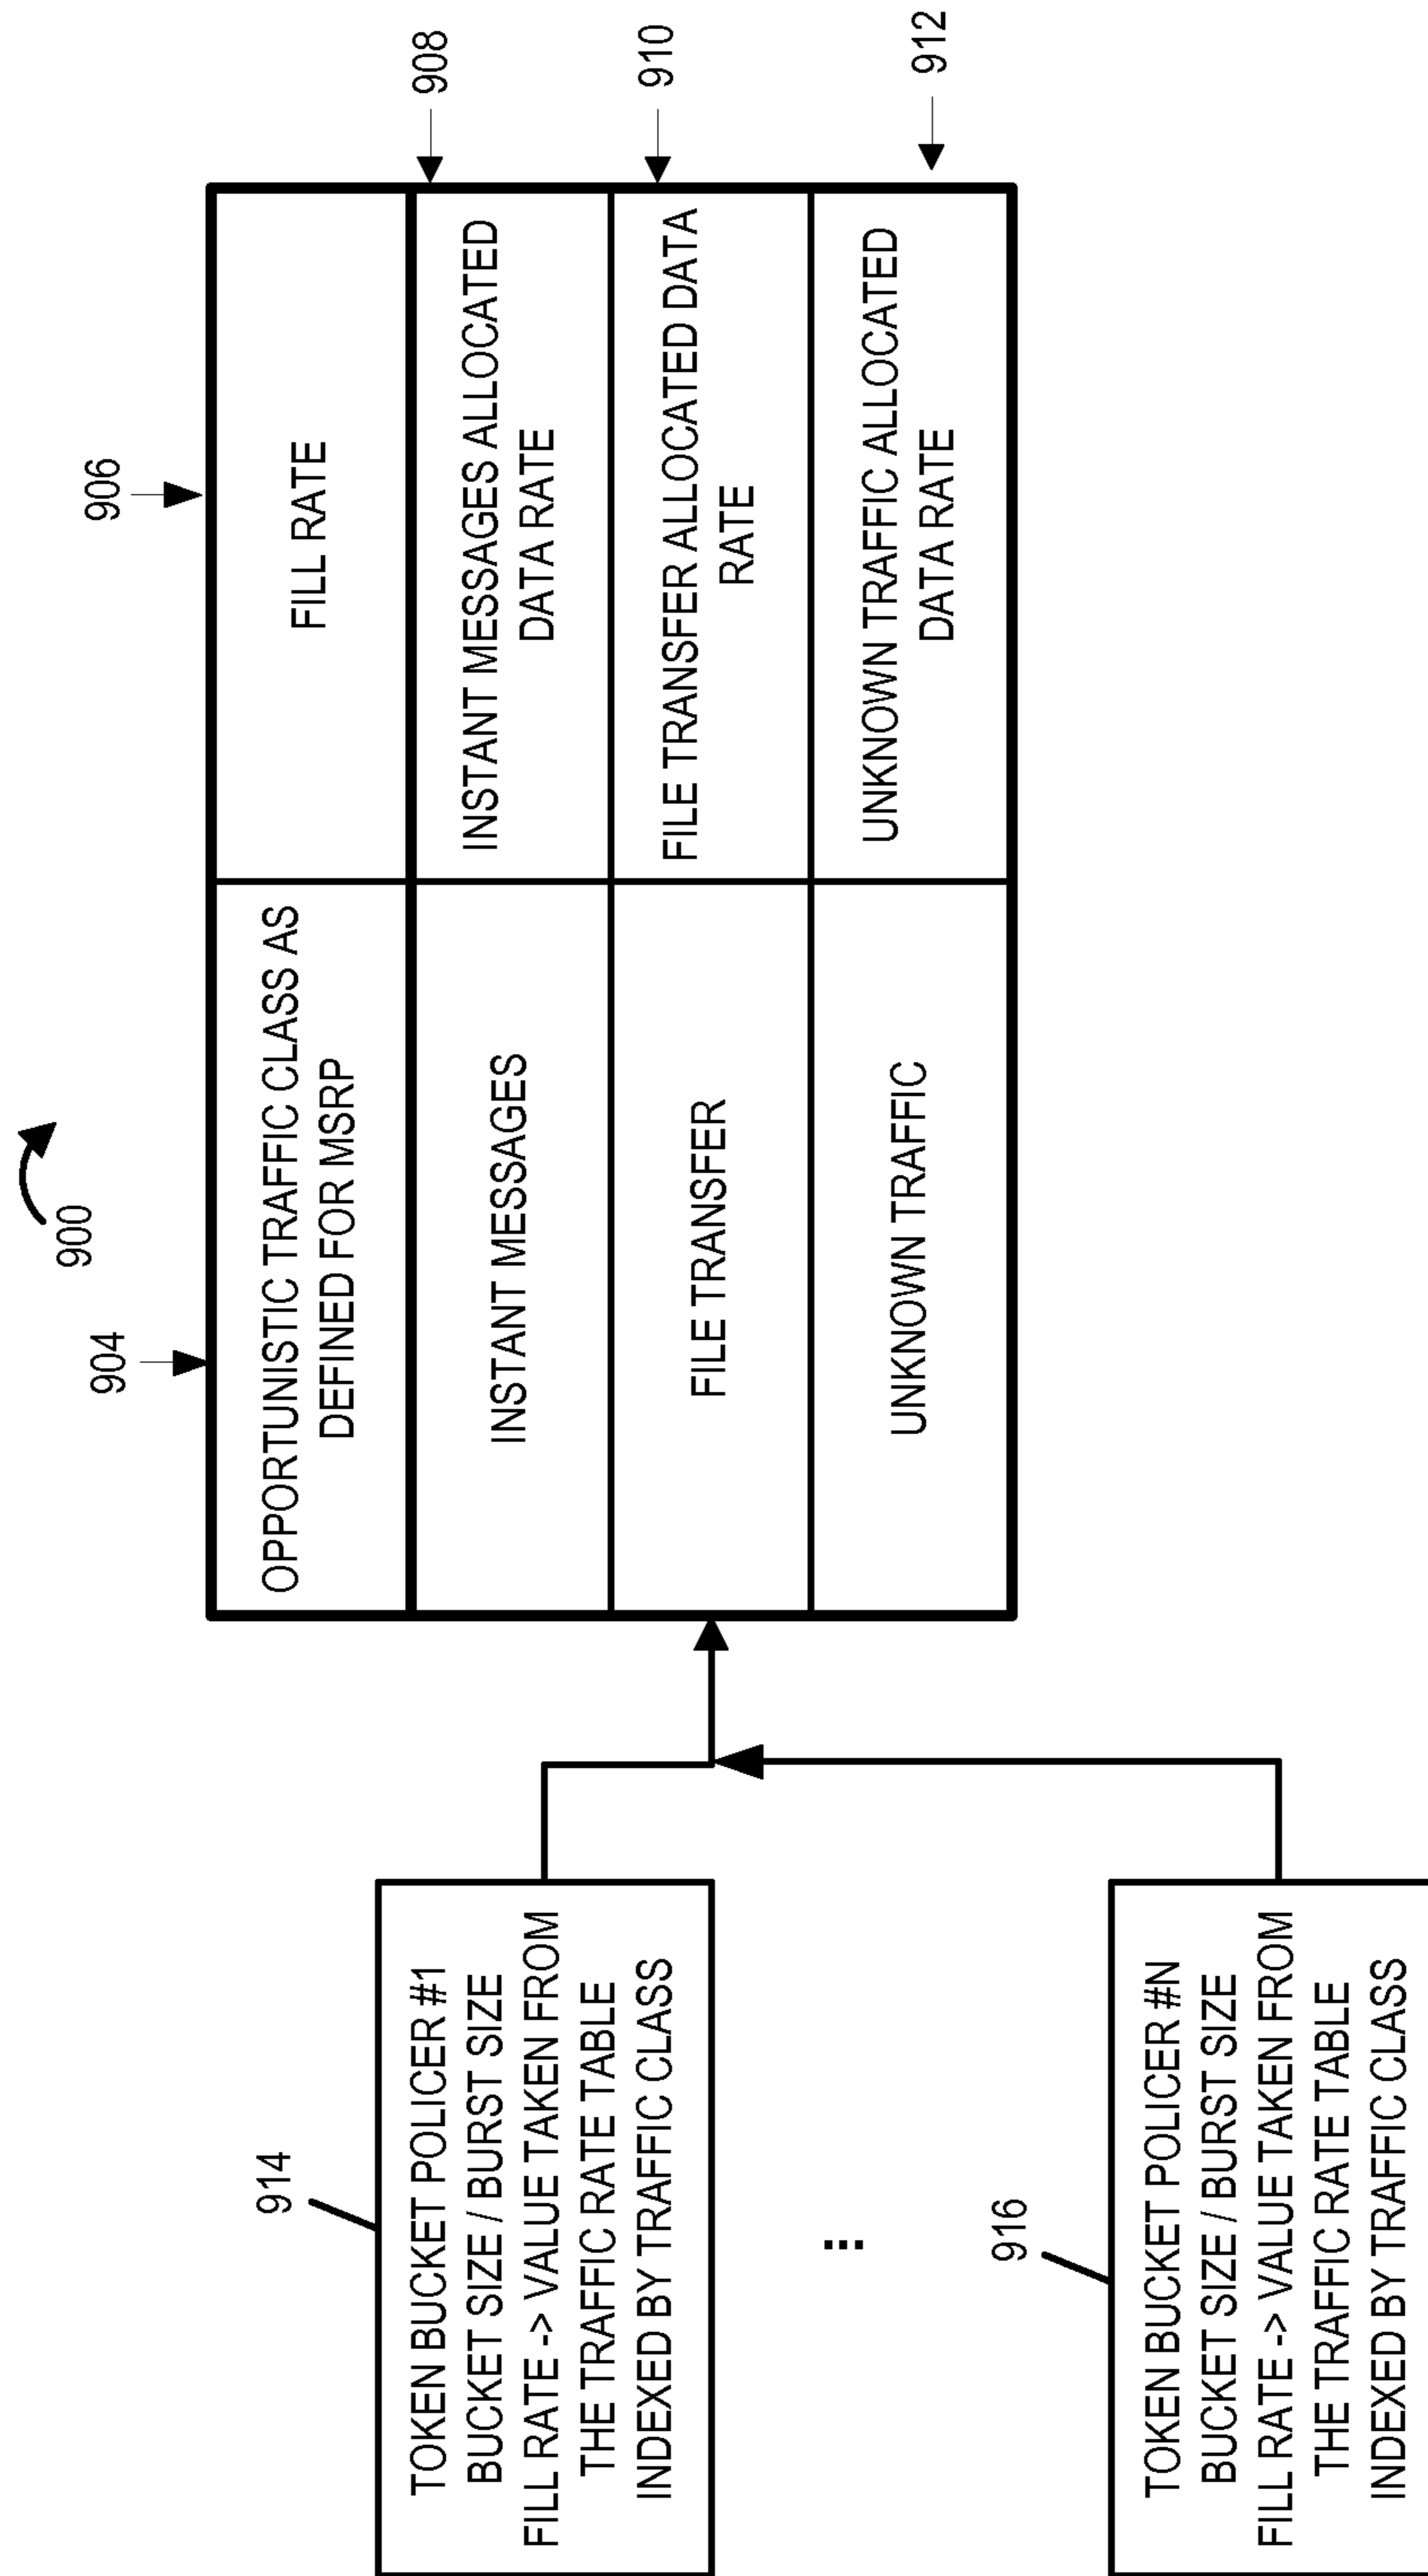 900
904
906
OPPORTUNISTIC TRAFFIC CLASS AS
DEFINED FOR MSRP
FILL RATE
INSTANT MESSAGES
INSTANT MESSAGES ALLOCATED
DATA RATE
908
FILE TRANSFER
FILE TRANSFER ALLOCATED DATA
RATE
910
UNKNOWN TRAFFIC
UNKNOWN TRAFFIC ALLOCATED
DATA RATE
912
914
TOKEN BUCKET POLICER #1
BUCKET SIZE / BURST SIZE
FILL RATE -> VALUE TAKEN FROM
THE TRAFFIC RATE TABLE
INDEXED BY TRAFFIC CLASS
...
916
TOKEN BUCKET POLICER #N
BUCKET SIZE / BURST SIZE
FILL RATE -> VALUE TAKEN FROM
THE TRAFFIC RATE TABLE
INDEXED BY TRAFFIC CLASS